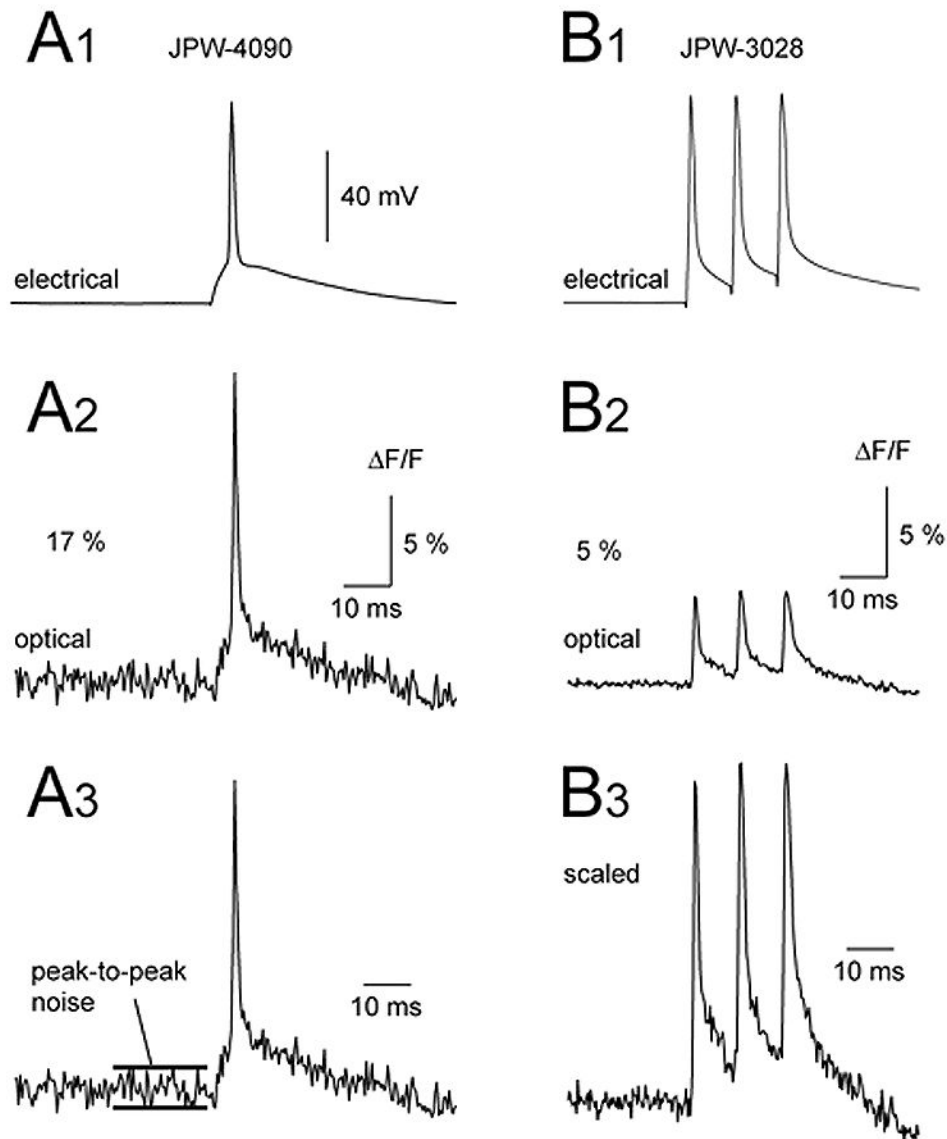 A1
JPW-4090
40 mV
electrical
B1
JPW-3028
electrical
A2
ΔF/F
17 %
5 %
10 ms
optical
B2
ΔF/F
5 %
5 %
10 ms
optical
A3
peak-to-peak
noise
10 ms
B3
scaled
10 ms